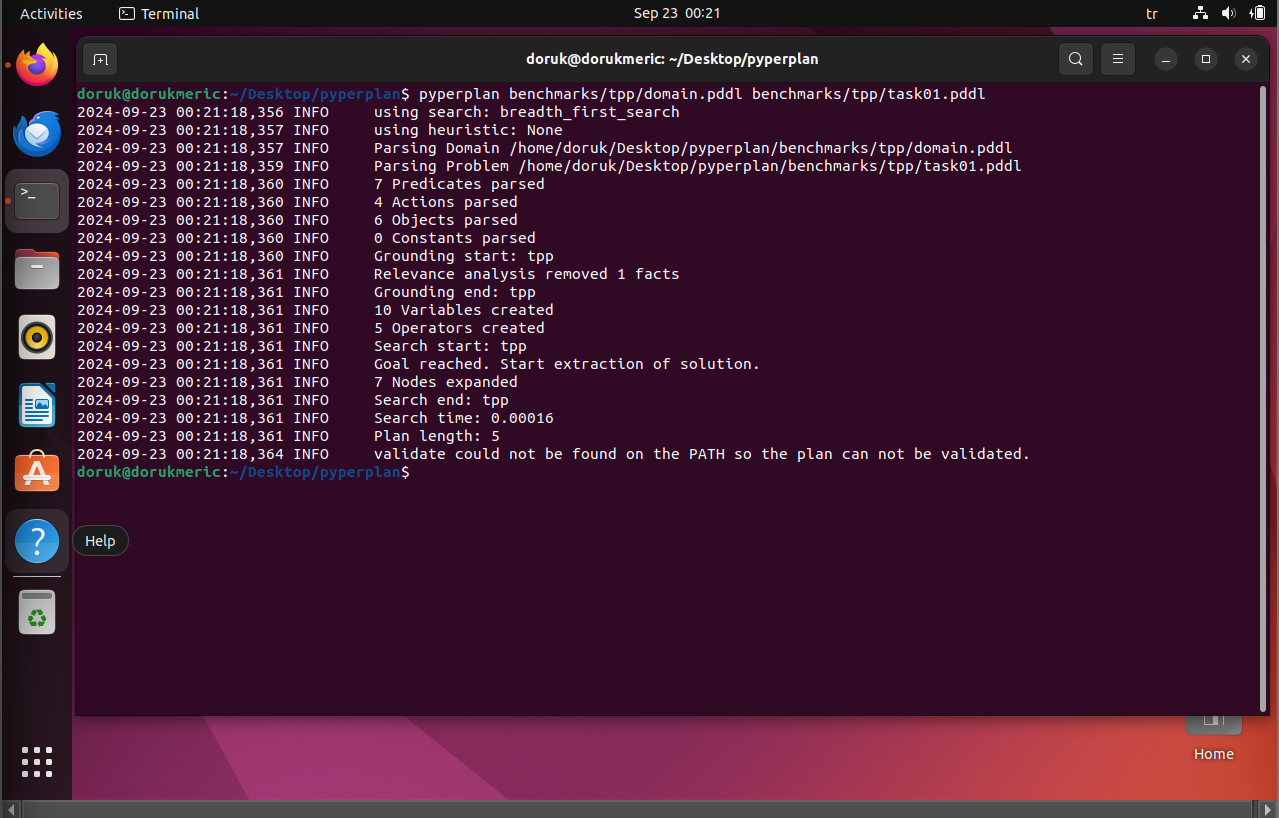 Activities Terminal Sep 23 00:21 tr
doruk@dorukmeric: ~/Desktop/pyperplan
doruk@dorukmeric:~/Desktop/pyperplan$ pyperplan benchmarks/tpp/domain.pddl benchmarks/tpp/task01.pddl
2024-09-23 00:21:18,356 INFO     using search: breadth_first_search
2024-09-23 00:21:18,357 INFO     using heuristic: None
2024-09-23 00:21:18,357 INFO     Parsing Domain /home/doruk/Desktop/pyperplan/benchmarks/tpp/domain.pddl
2024-09-23 00:21:18,359 INFO     Parsing Problem /home/doruk/Desktop/pyperplan/benchmarks/tpp/task01.pddl
2024-09-23 00:21:18,360 INFO     7 Predicates parsed
2024-09-23 00:21:18,360 INFO     4 Actions parsed
2024-09-23 00:21:18,360 INFO     6 Objects parsed
2024-09-23 00:21:18,360 INFO     0 Constants parsed
2024-09-23 00:21:18,360 INFO     Grounding start: tpp
2024-09-23 00:21:18,361 INFO     Relevance analysis removed 1 facts
2024-09-23 00:21:18,361 INFO     Grounding end: tpp
2024-09-23 00:21:18,361 INFO     10 Variables created
2024-09-23 00:21:18,361 INFO     5 Operators created
2024-09-23 00:21:18,361 INFO     Search start: tpp
2024-09-23 00:21:18,361 INFO     Goal reached. Start extraction of solution.
2024-09-23 00:21:18,361 INFO     7 Nodes expanded
2024-09-23 00:21:18,361 INFO     Search end: tpp
2024-09-23 00:21:18,361 INFO     Search time: 0.00016
2024-09-23 00:21:18,361 INFO     Plan length: 5
2024-09-23 00:21:18,364 INFO     validate could not be found on the PATH so the plan can not be validated.
doruk@dorukmeric:~/Desktop/pyperplan$
Help
Home